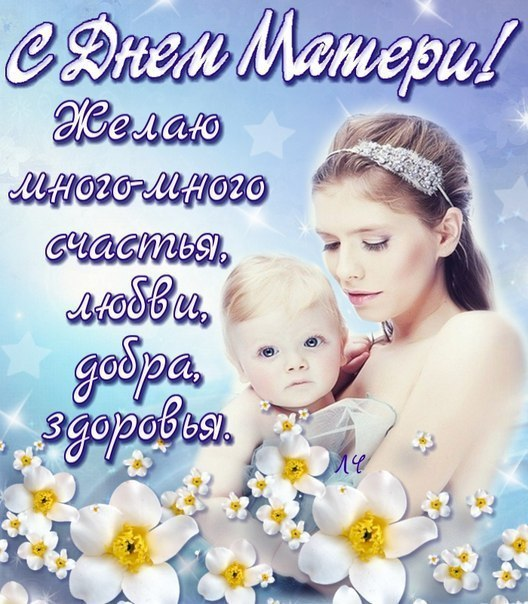 С Днем Матери!
Желаю
много-много
счастья,
любви,
добра,
здоровья.
ЛЧ